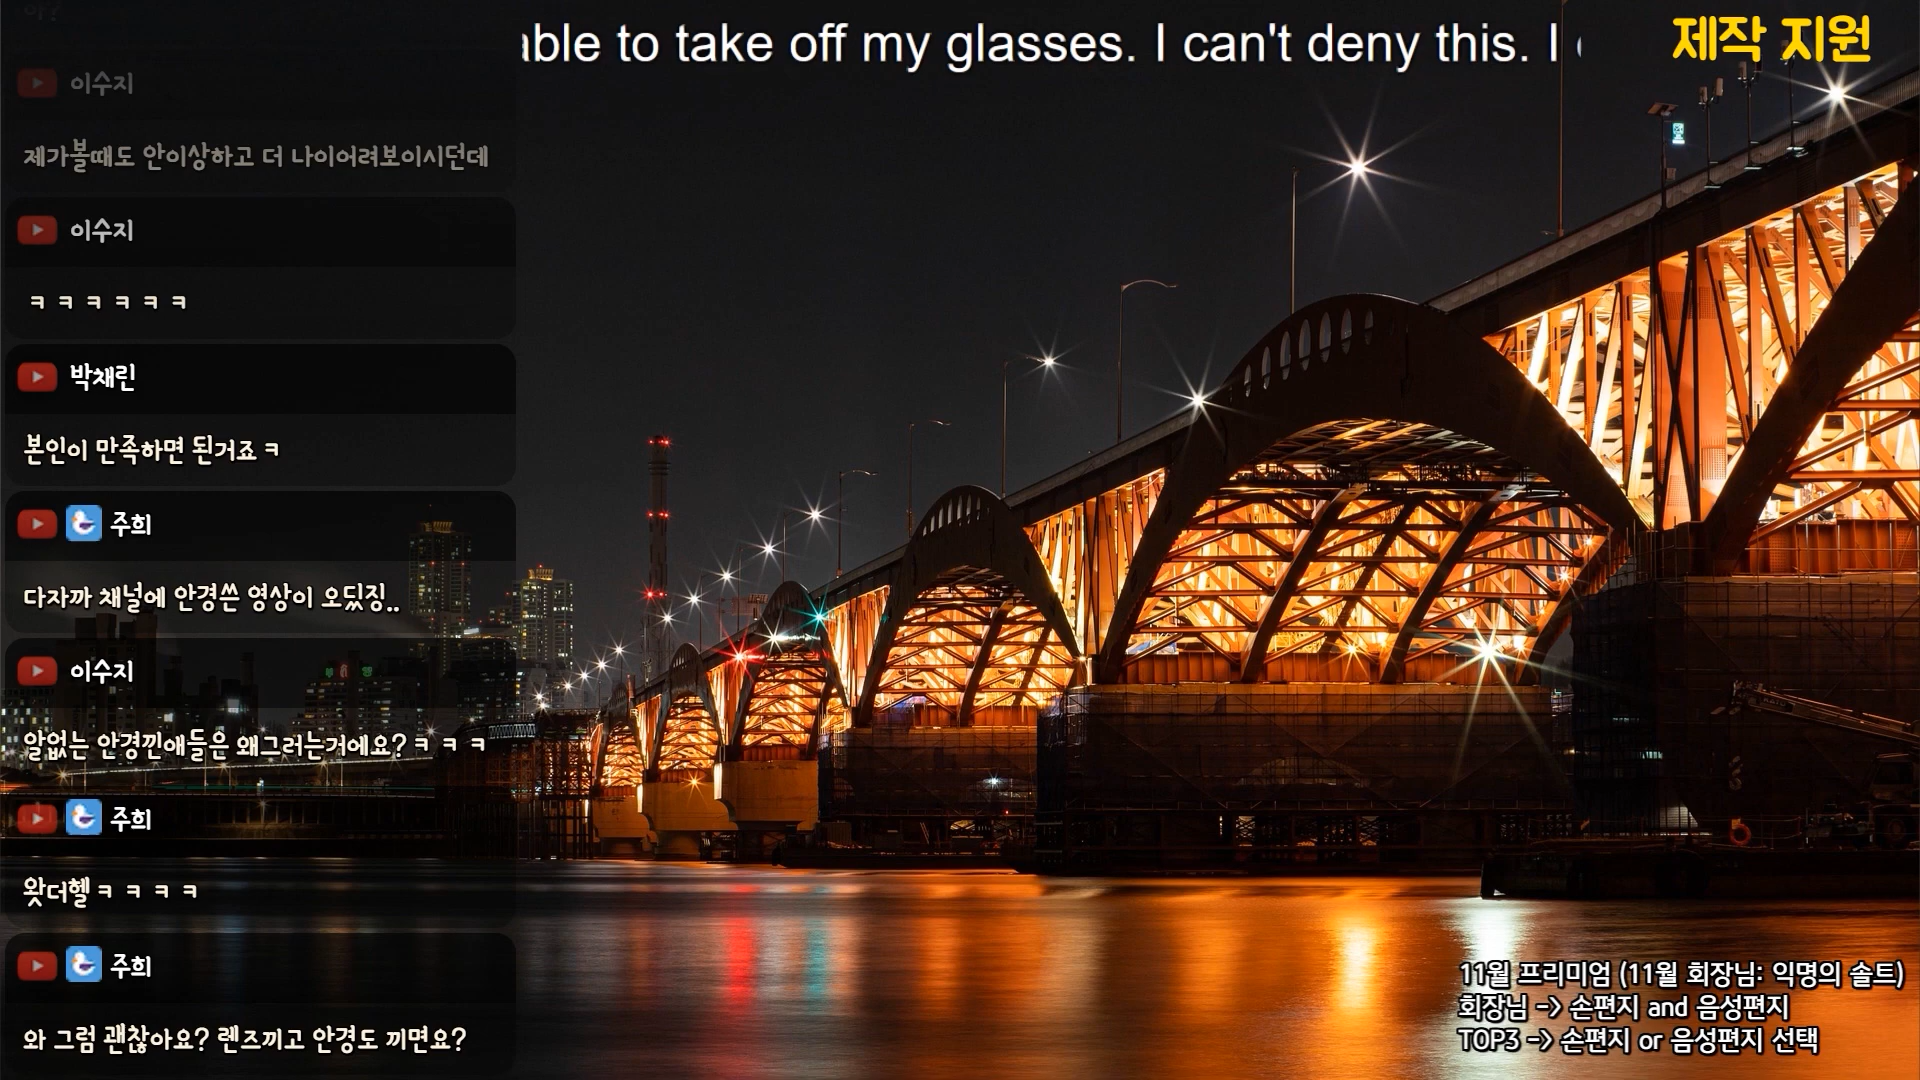 able to take off my glasses. I can't deny this. I
제작 지원
이수지
제가볼때도 안이상하고 더 나이어려보이시던데
이수지
ㅋㅋㅋㅋㅋㅋ
박채린
본인이 만족하면 된거죠 ㅋ
주희
다자까 채널에 안경쓴 영상이 오딨징..
이수지
알없는 안경낀애들은 왜그러는거에요? ㅋㅋㅋ
주희
왓더헬ㅋㅋㅋㅋ
주희
와 그럼 괜찮아요? 렌즈끼고 안경도 끼면요?
11월 프리미엄 (11월 회장님: 익명의 솔트)
회장님 -> 손편지 and 음성편지
TOP3 -> 손편지 or 음성편지 선택